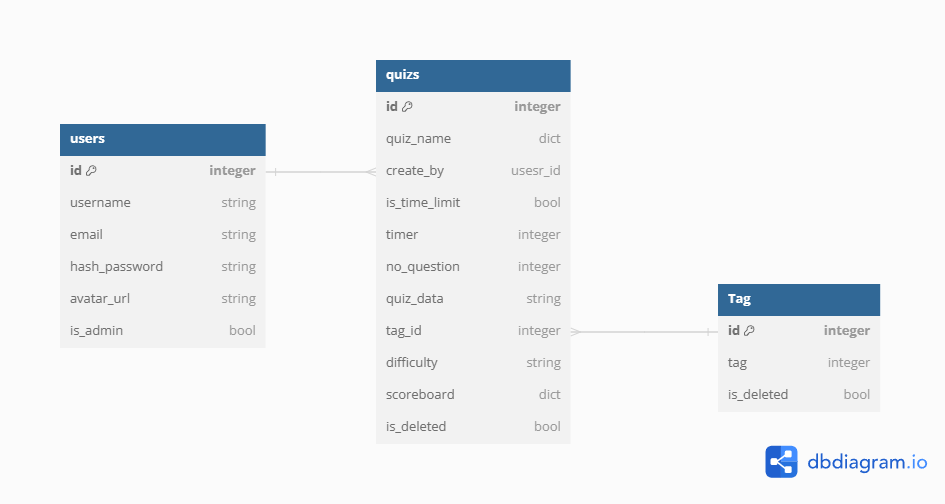 users
id integer
username string
email string
hash_password string
avatar_url string
is_admin bool
quizs
id integer
quiz_name dict
create_by usesr_id
is_time_limit bool
timer integer
no_question integer
quiz_data string
tag_id integer
difficulty string
scoreboard dict
is_deleted bool
Tag
id integer
tag integer
is_deleted bool
dbdiagram.io